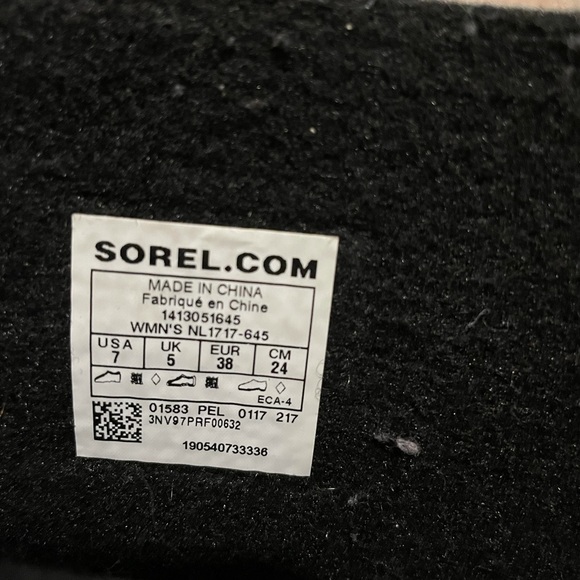 SOREL.COM
MADE IN CHINA
Fabriqué en Chine
1413051645
WMN'S NL1717-645
USA UK EUR CM
7 5 38 24
ECA-4
01583 PEL 0117 217
3NV97PRF00632
190540733336